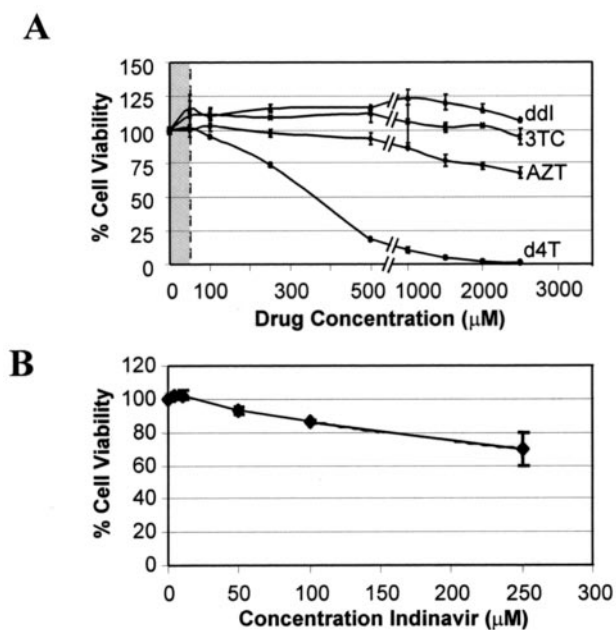 A
150
125
100
75
50
25
0
% Cell Viability
ddI
3TC
AZT
d4T
0 100 300 500 1000 2000 3000
Drug Concentration (μM)
B
120
100
80
60
40
20
0
% Cell Viability
0 50 100 150 200 250 300
Concentration Indinavir (μM)